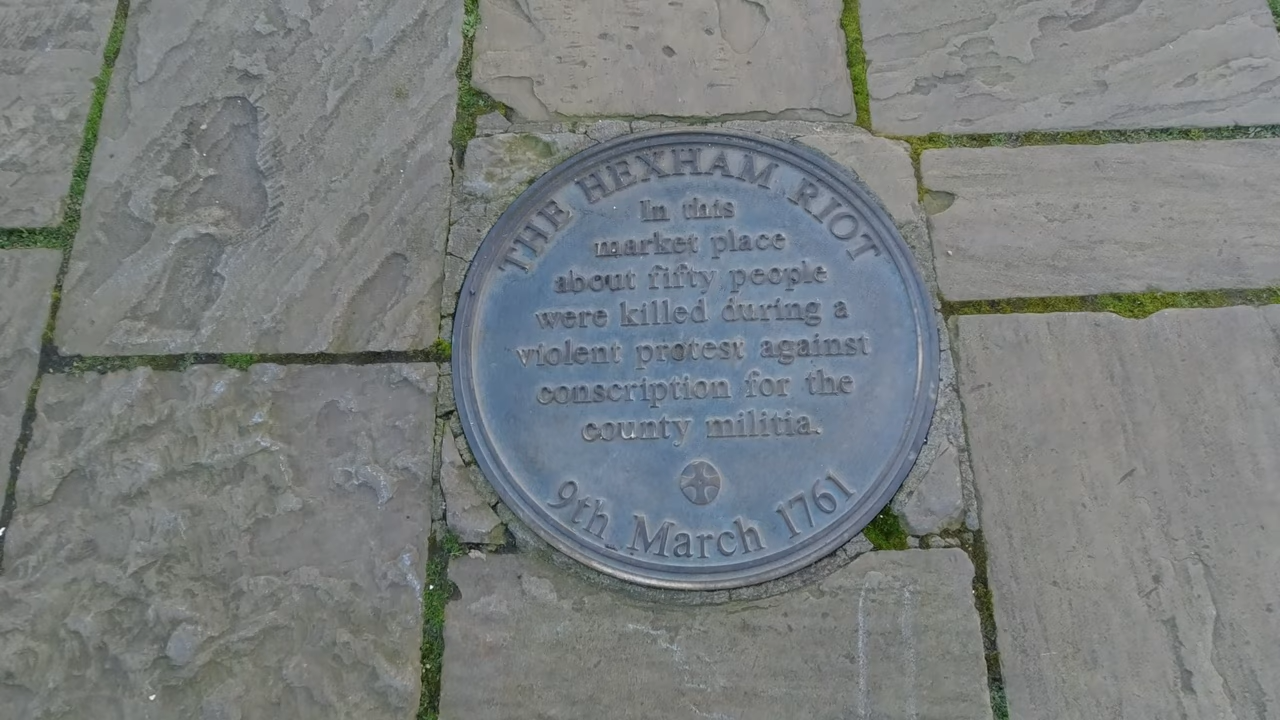 THE HEXHAM RIOT
In this
market place
about fifty people
were killed during a
violent protest against
conscription for the
county militia.
9th March 1761